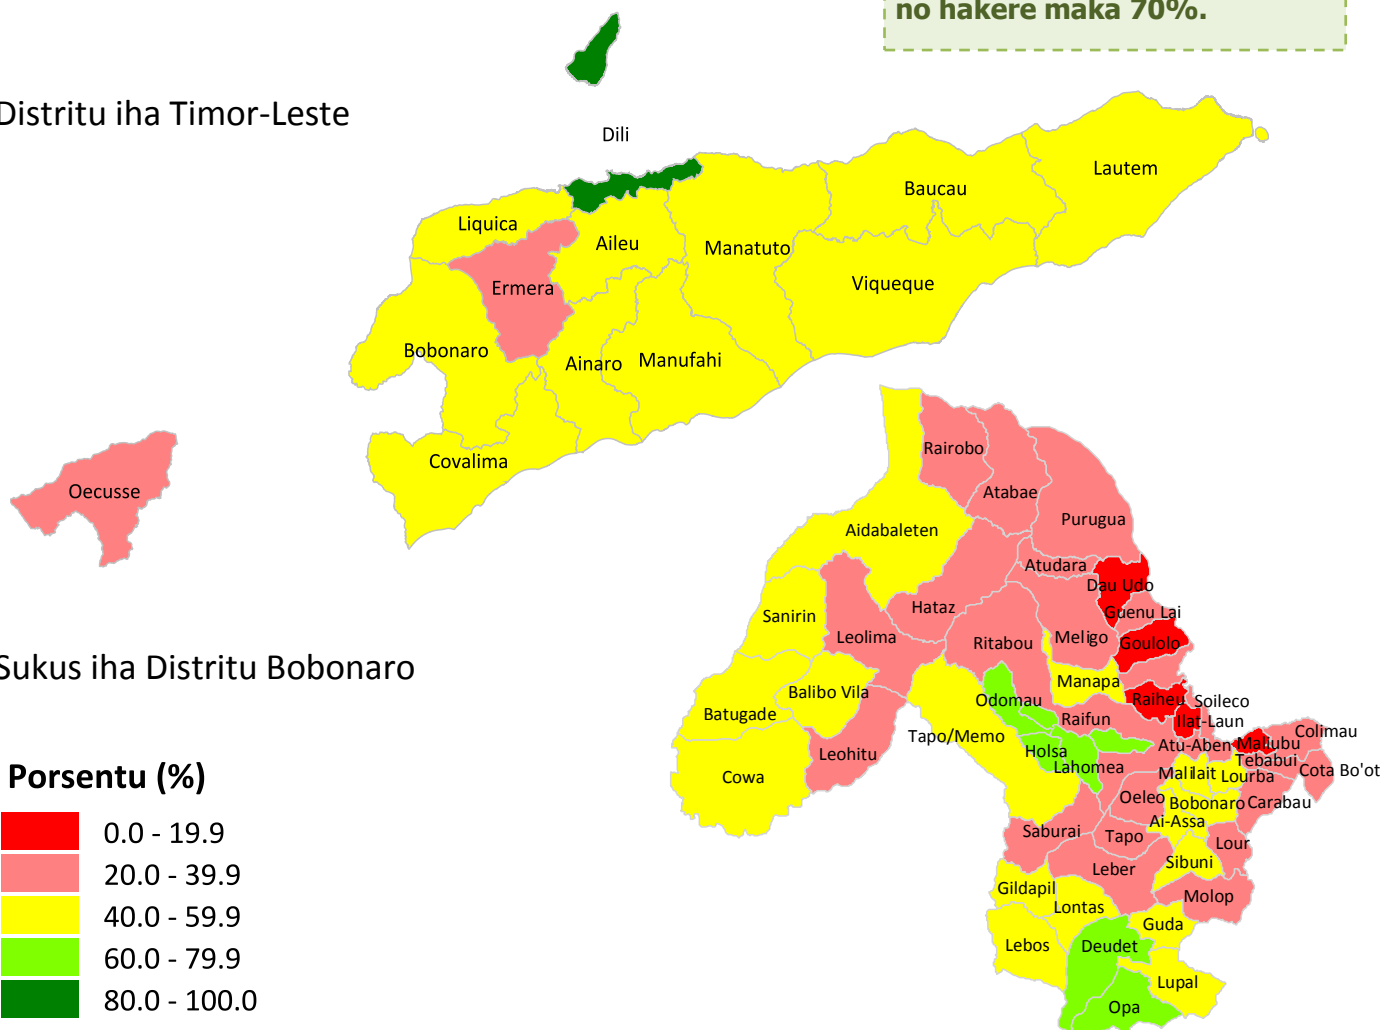 no hakere maka 70%.
Distritu iha Timor-Leste
Dili
Lautem
Baucau
Liquica
Aileu
Manatuto
Viqueque
Ermera
Bobonaro
Ainaro
Manufahi
Covalima
Oecusse
Rairobo
Atabae
Purugua
Aidabaleten
Atudara
Dau Udo
Hataz
Guenu Lai
Sanirin
Leolima
Ritabou
Meligo
Goulolo
Sukus iha Distritu Bobonaro
Manapa
Balibo Vila
Odomau
Raiheu
Soileco
Batugade
Raifun
Ilat-Laun
Tapo/Memo
Colimau
Leohitu
Holsa
Atu-Aben
Mallubu
Lahomea
Tebabui
Cowa
Malilait
Lourba
Cota Bo'ot
Oeleo
Bobonaro
Carabau
Ai-Assa
Saburai
Tapo
Lour
Leber
Sibuni
Gildapil
Molop
Lontas
Guda
Lebos
Deudet
Lupal
Opa
Porsentu (%)
0.0 - 19.9
20.0 - 39.9
40.0 - 59.9
60.0 - 79.9
80.0 - 100.0